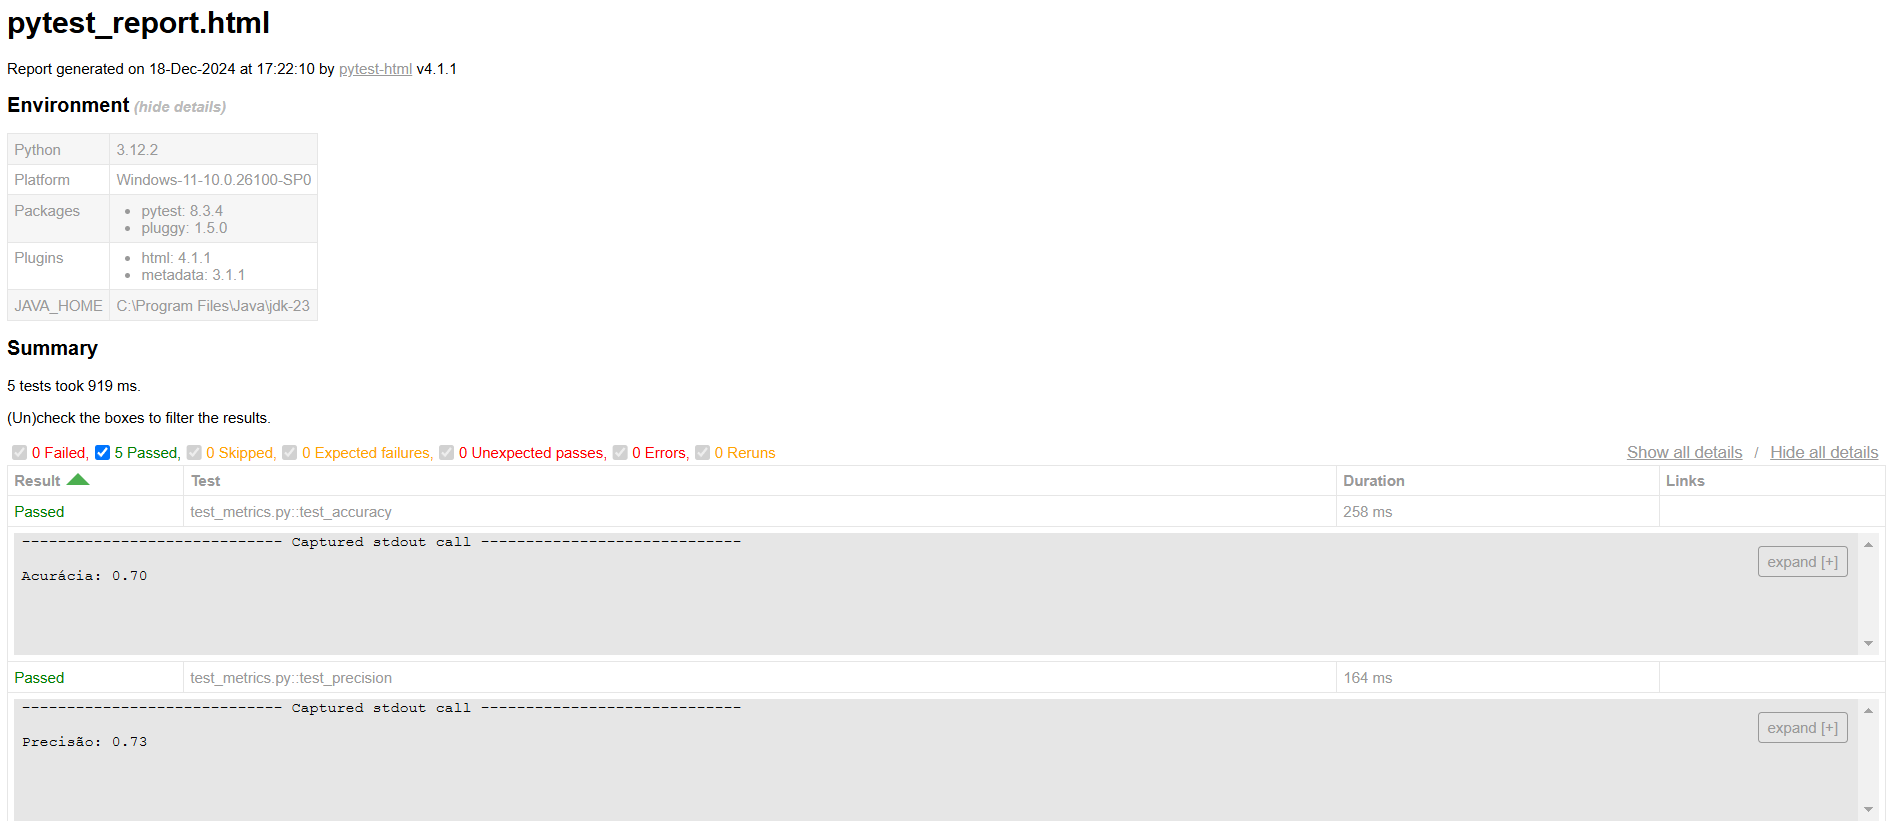 pytest_report.html
Report generated on 18-Dec-2024 at 17:22:10 by pytest-html v4.1.1
Environment (hide details)
Python 3.12.2
Platform Windows-11-10.0.26100-SP0
Packages • pytest: 8.3.4
• pluggy: 1.5.0
Plugins • html: 4.1.1
• metadata: 3.1.1
JAVA_HOME C:\Program Files\Java\jdk-23
Summary
5 tests took 919 ms.
(Un)check the boxes to filter the results.
0 Failed, 5 Passed, 0 Skipped, 0 Expected failures, 0 Unexpected passes, 0 Errors, 0 Reruns Show all details / Hide all details
Result Test Duration Links
Passed test_metrics.py::test_accuracy 258 ms
----------------------------- Captured stdout call -----------------------------
expand [+]
Acurácia: 0.70
Passed test_metrics.py::test_precision 164 ms
----------------------------- Captured stdout call -----------------------------
expand [+]
Precisão: 0.73